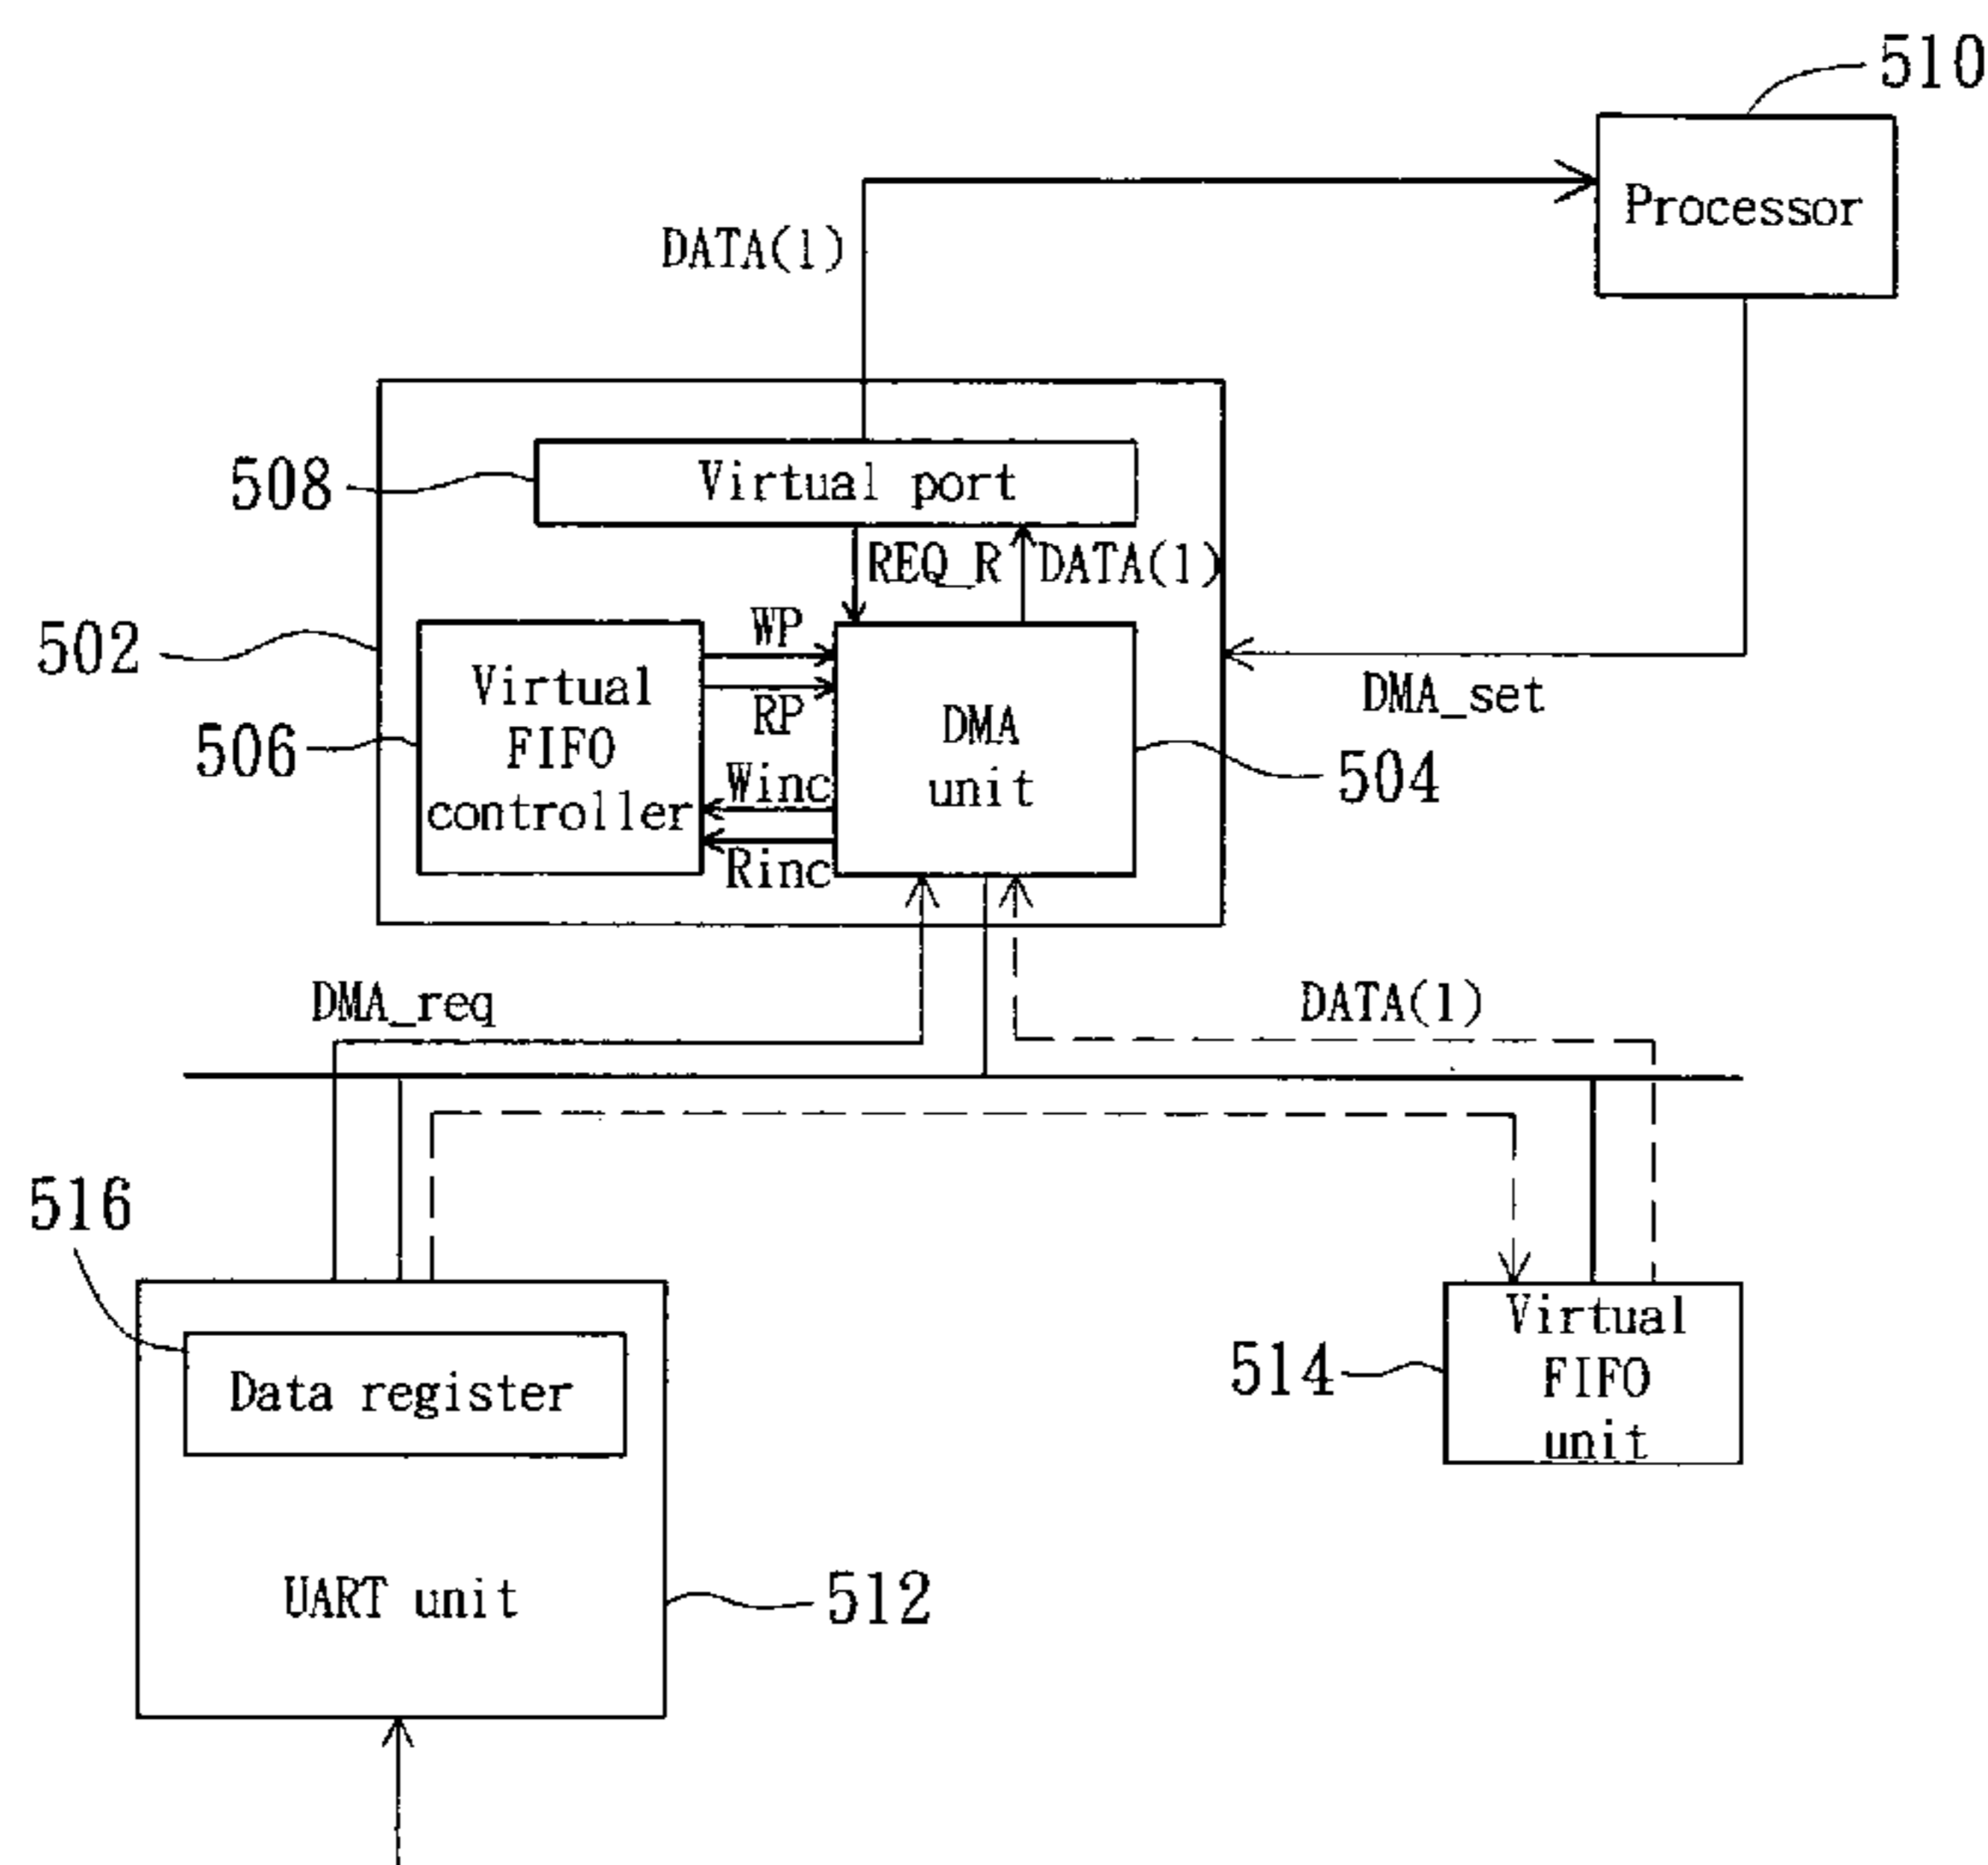 510
Processor
DATA(1)
508
Virtual port
REQ_R
DATA(1)
502
WP
RP
Virtual
FIFO
controller
506
DMA
unit
DMA_set
504
Winc
Rinc
DMA_req
DATA(1)
516
Data register
UART unit
512
514
Virtual
FIFO
unit